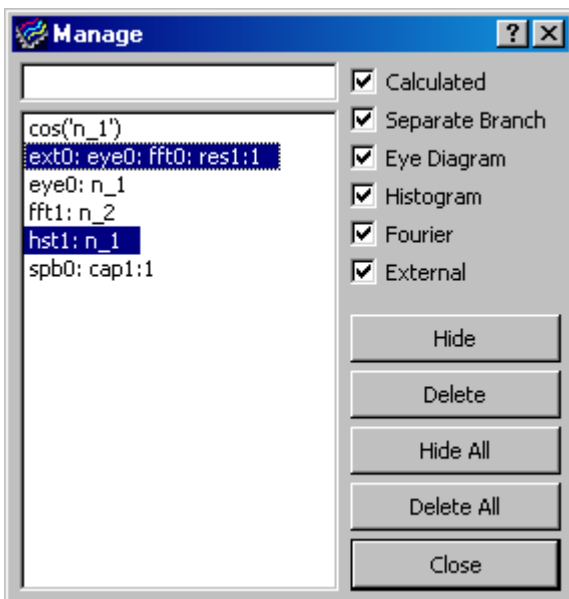 Manage
cos('n_1')
ext0: eye0: fft0: res1:1
eye0: n_1
fft1: n_2
hst1: n_1
spb0: cap1:1
Calculated
Separate Branch
Eye Diagram
Histogram
Fourier
External
Hide
Delete
Hide All
Delete All
Close